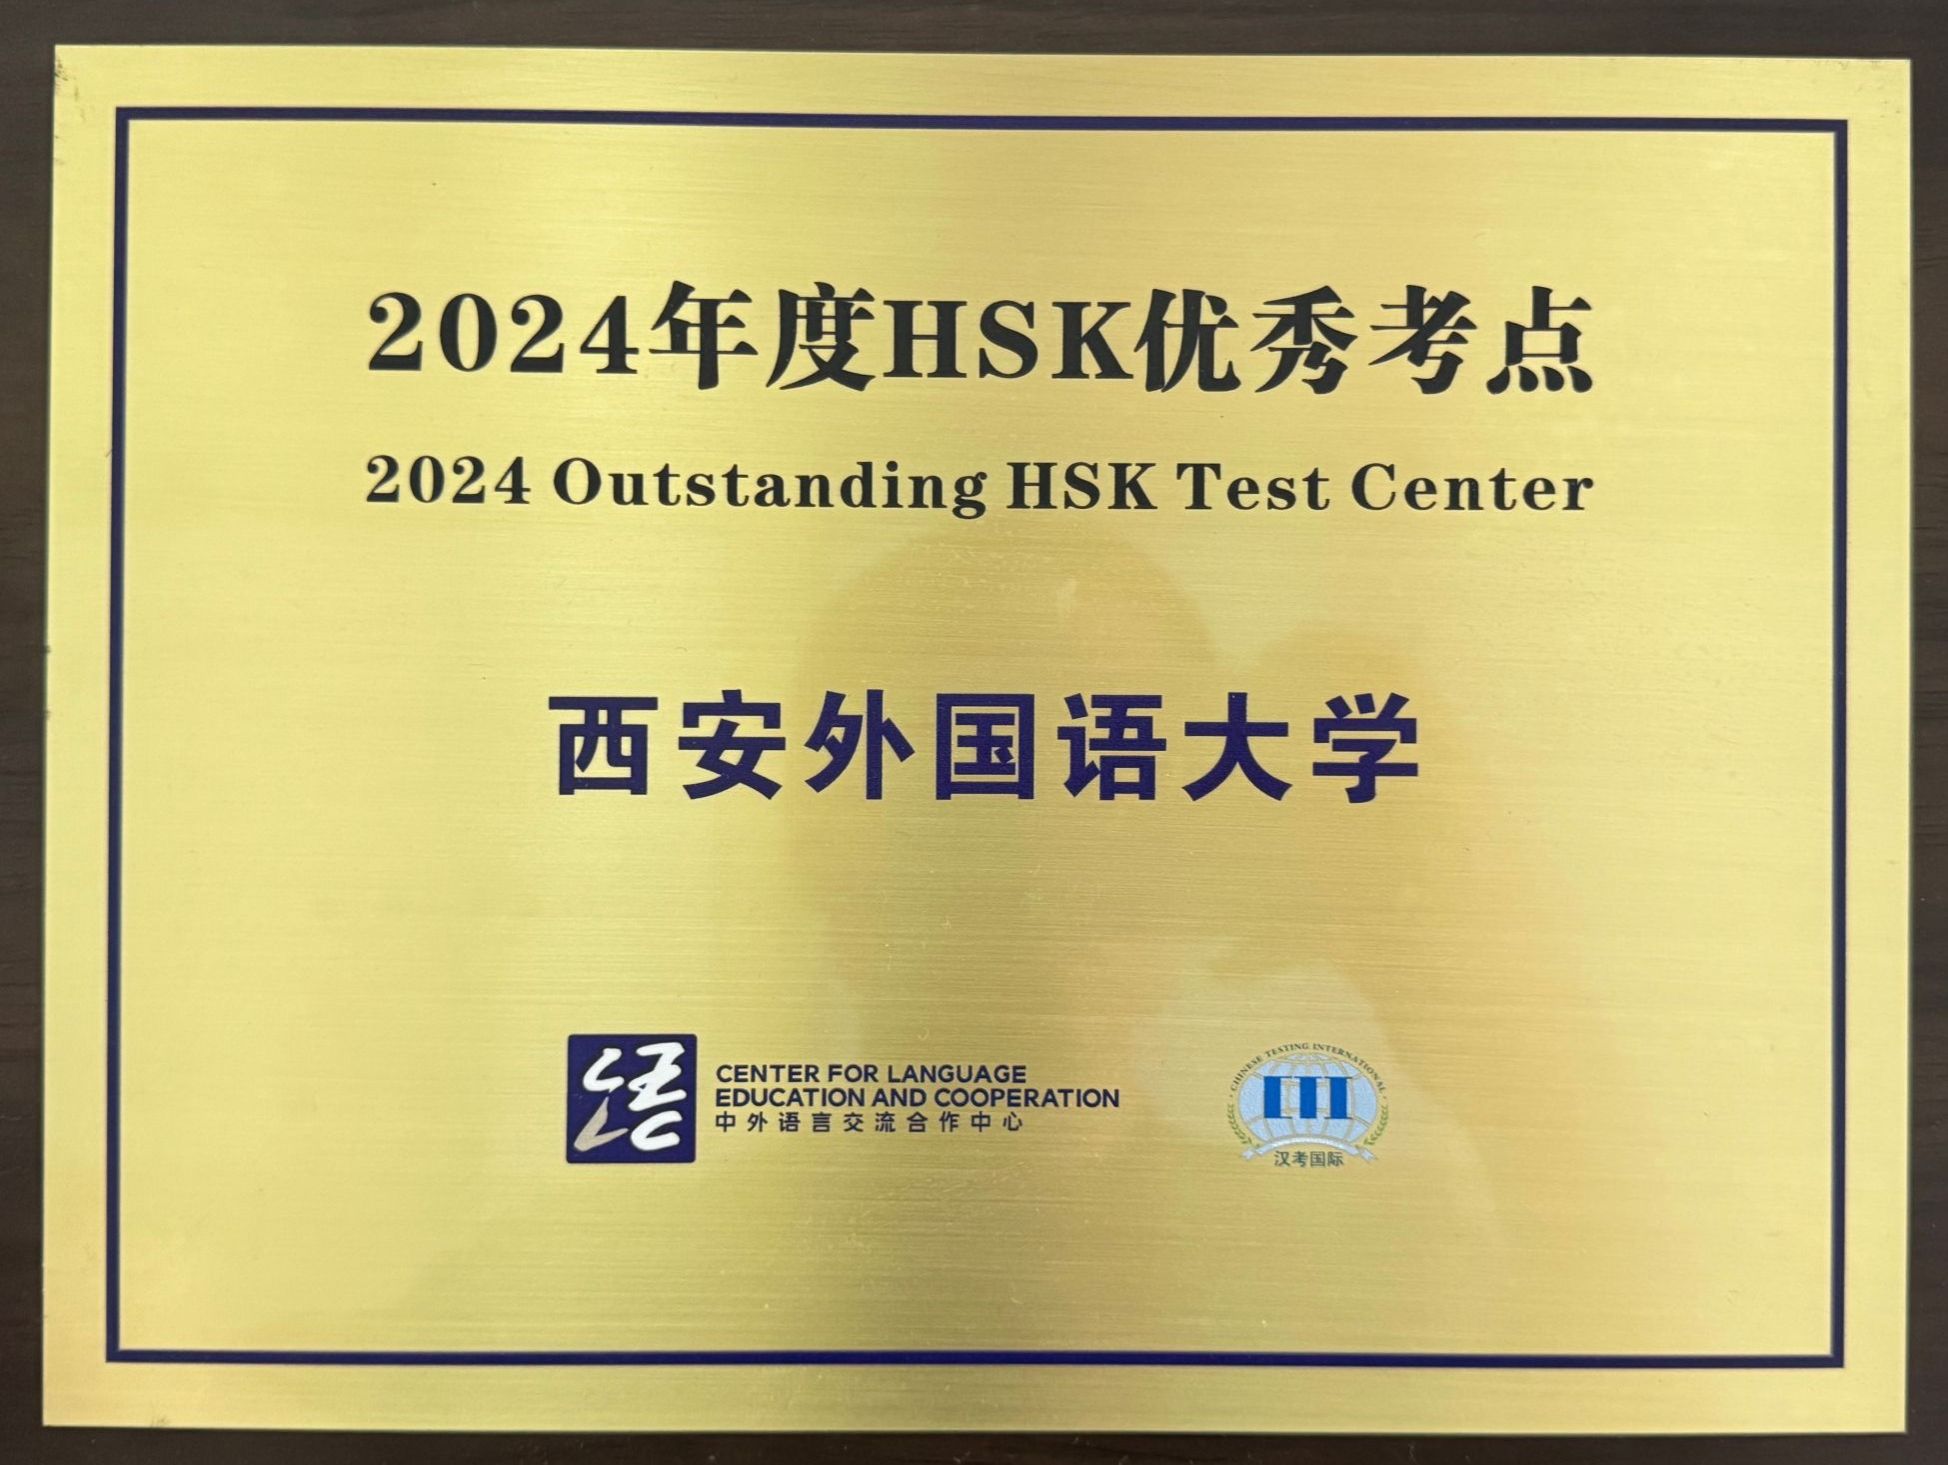 2024年度HSK优秀考点
2024 Outstanding HSK Test Center
西安外国语大学
CENTER FOR LANGUAGE
EDUCATION AND COOPERATION
中外语言交流合作中心
CHINESE TESTING INTERNATIONAL
汉考国际